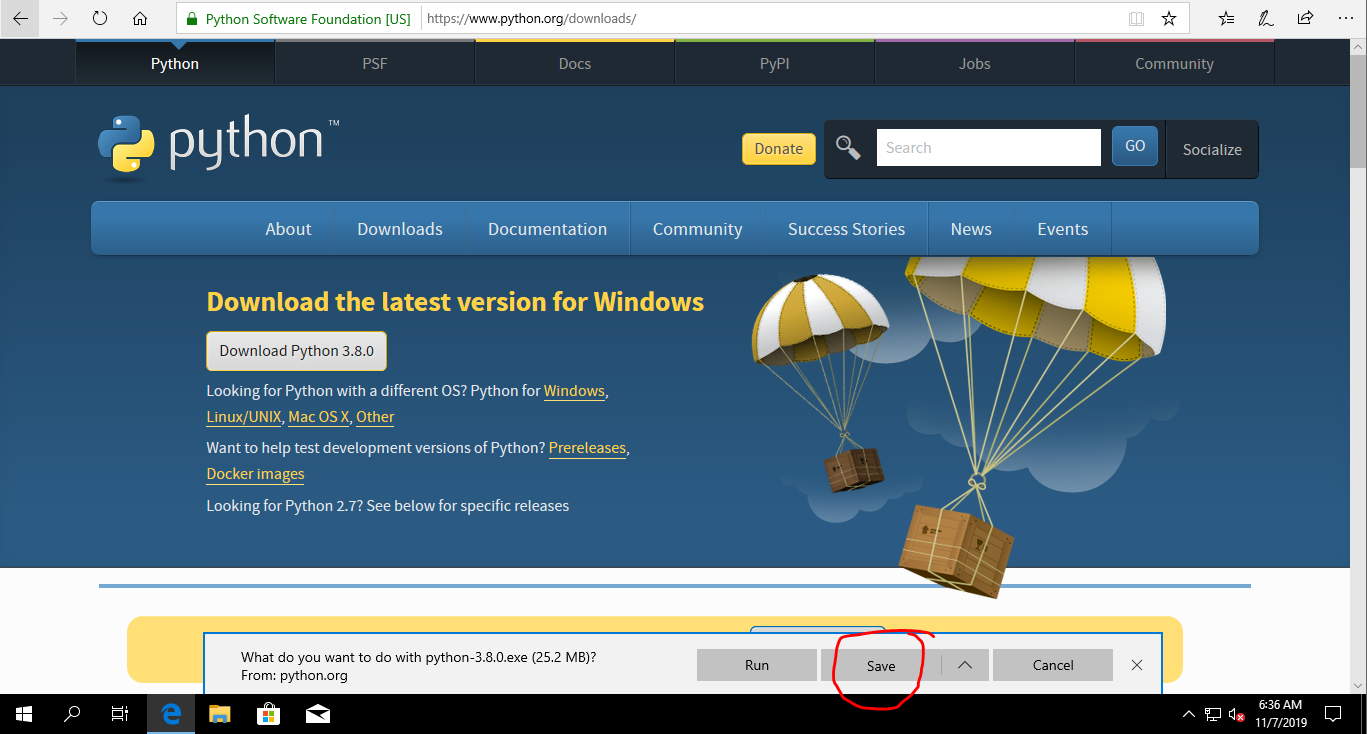 Python Software Foundation [US] https://www.python.org/downloads/
Python PSF Docs PyPI Jobs Community
python™
Donate Search GO Socialize
About Downloads Documentation Community Success Stories News Events
Download the latest version for Windows
Download Python 3.8.0
Looking for Python with a different OS? Python for Windows,
Linux/UNIX, Mac OS X, Other
Want to help test development versions of Python? Prereleases,
Docker images
Looking for Python 2.7? See below for specific releases
What do you want to do with python-3.8.0.exe (25.2 MB)?
From: python.org
Run Save Cancel
6:36 AM
11/7/2019